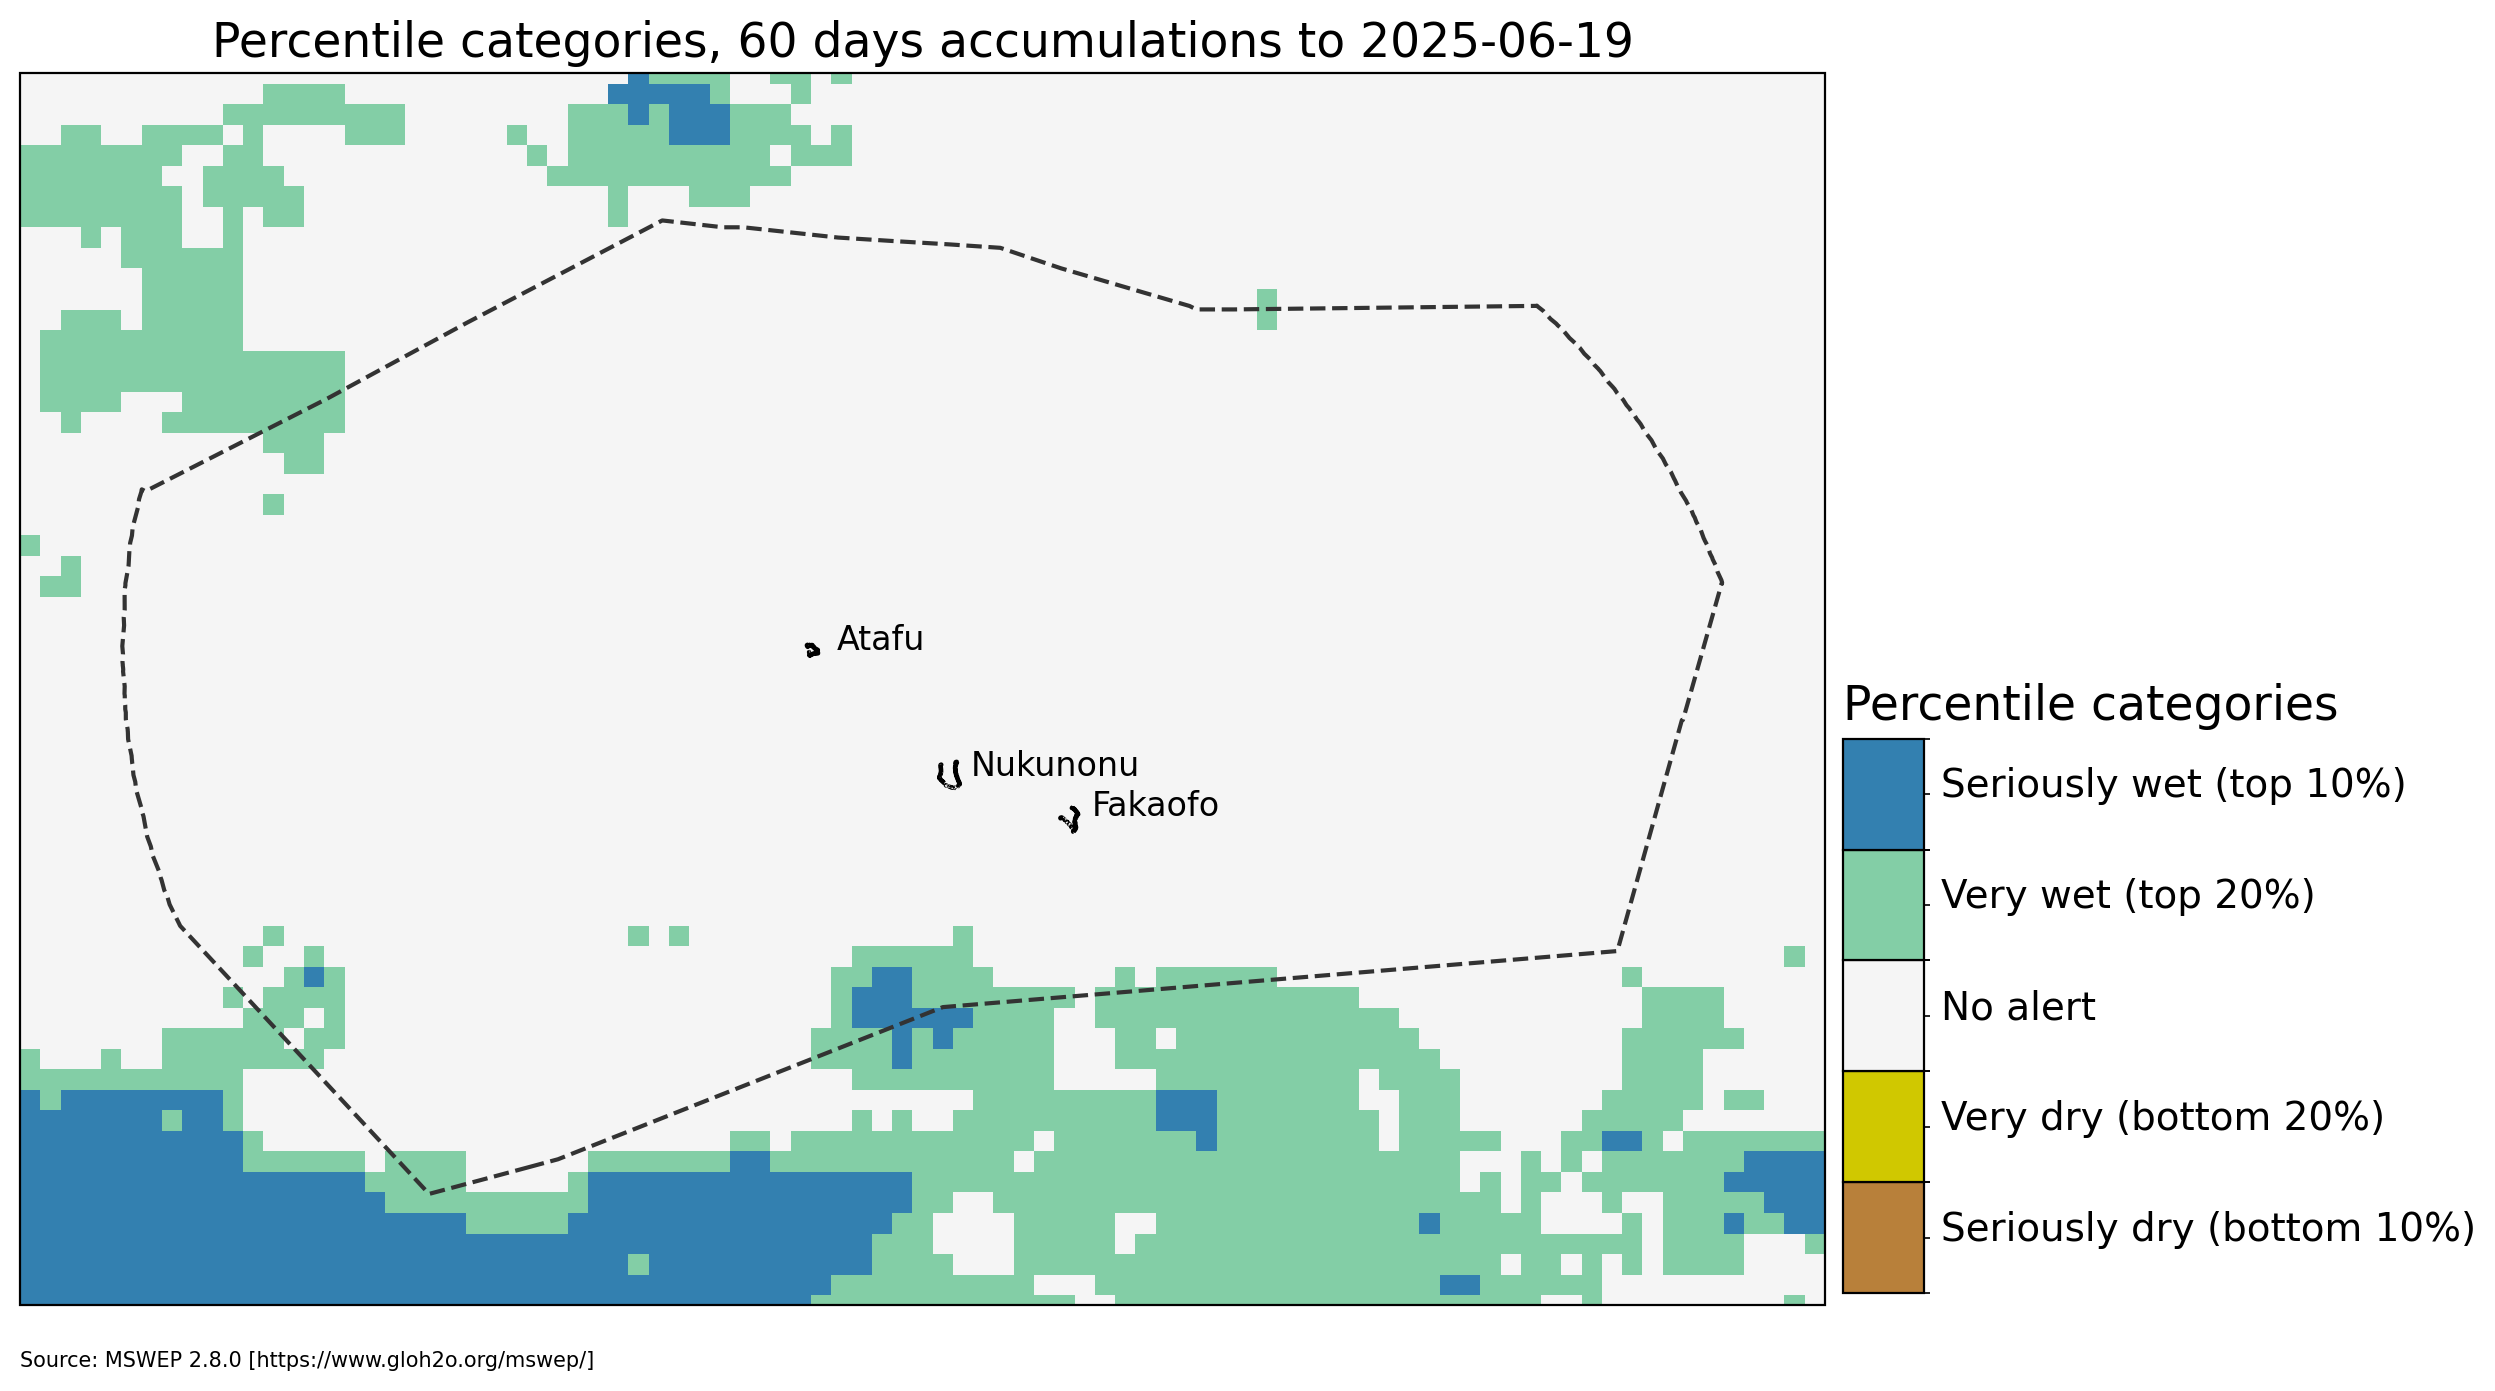 Percentile categories, 60 days accumulations to 2025-06-19
Atafu
Nukunonu
Fakaofo
Percentile categories
Seriously wet (top 10%)
Very wet (top 20%)
No alert
Very dry (bottom 20%)
Seriously dry (bottom 10%)
Source: MSWEP 2.8.0 [https://www.gloh2o.org/mswep/]